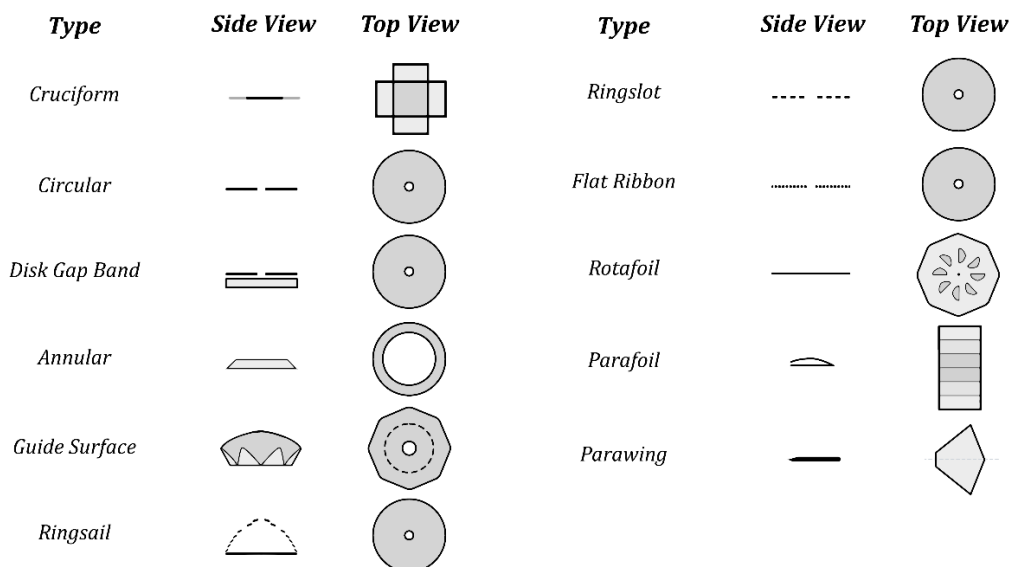 Type Side View Top View Type Side View Top View
Cruciform Ringslot
Circular Flat Ribbon
Disk Gap Band Rotafoil
Annular Parafoil
Guide Surface Parawing
Ringsail